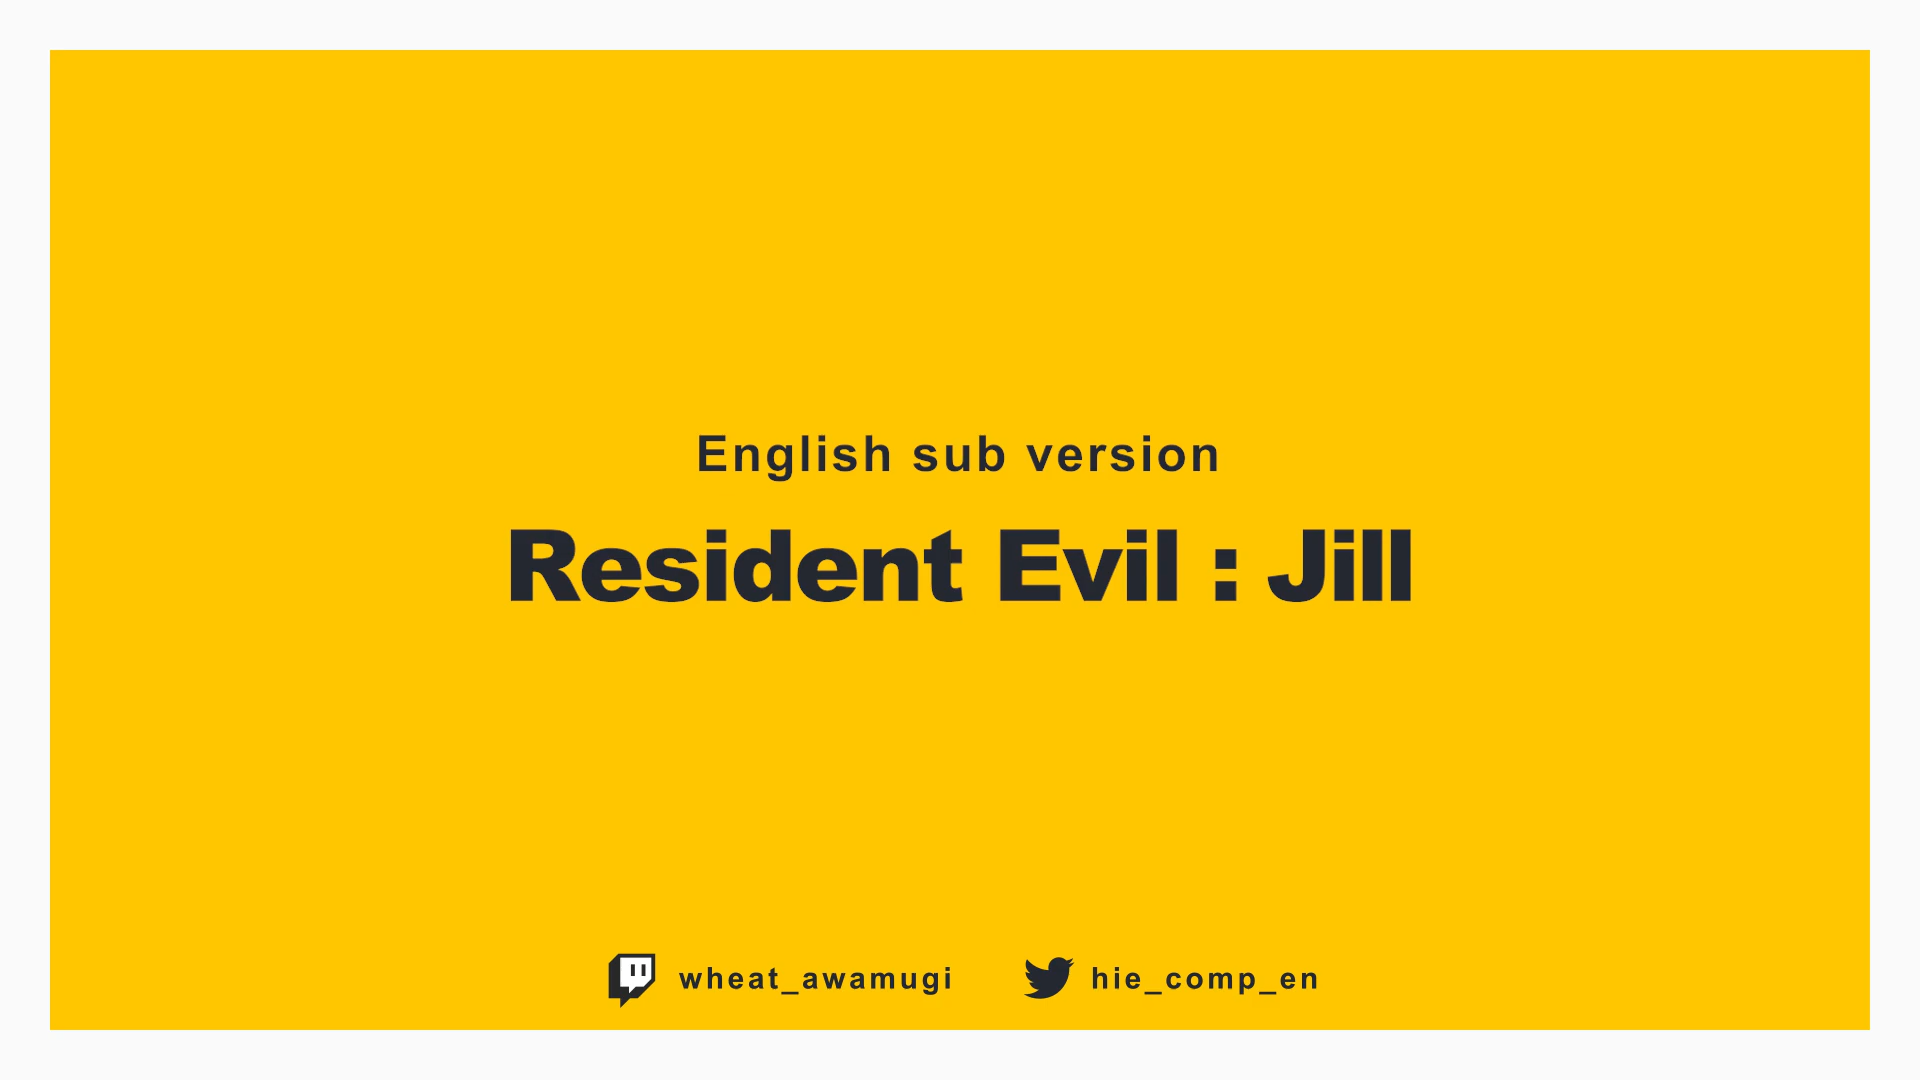 English sub version
Resident Evil : Jill
wheat_awamugi hie_comp_en